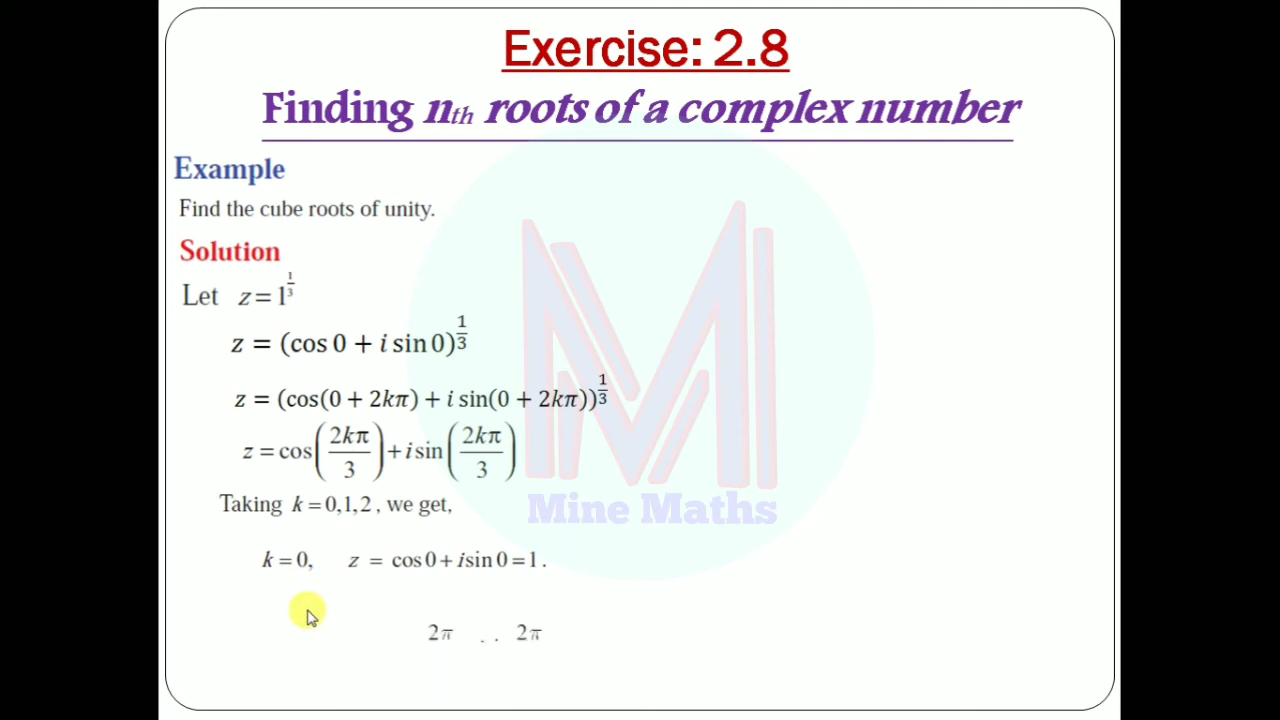 Exercise: 2.8
Finding nth roots of a complex number
Example
Find the cube roots of unity.
Solution
Let z = 1^(1/3)
z = (cos 0 + i sin 0)^(1/3)
z = (cos(0 + 2kπ) + i sin(0 + 2kπ))^(1/3)
z = cos(2kπ/3) + i sin(2kπ/3)
Taking k = 0,1,2 , we get,
Mine Maths
k = 0, z = cos 0 + i sin 0 = 1 .
2π 2π